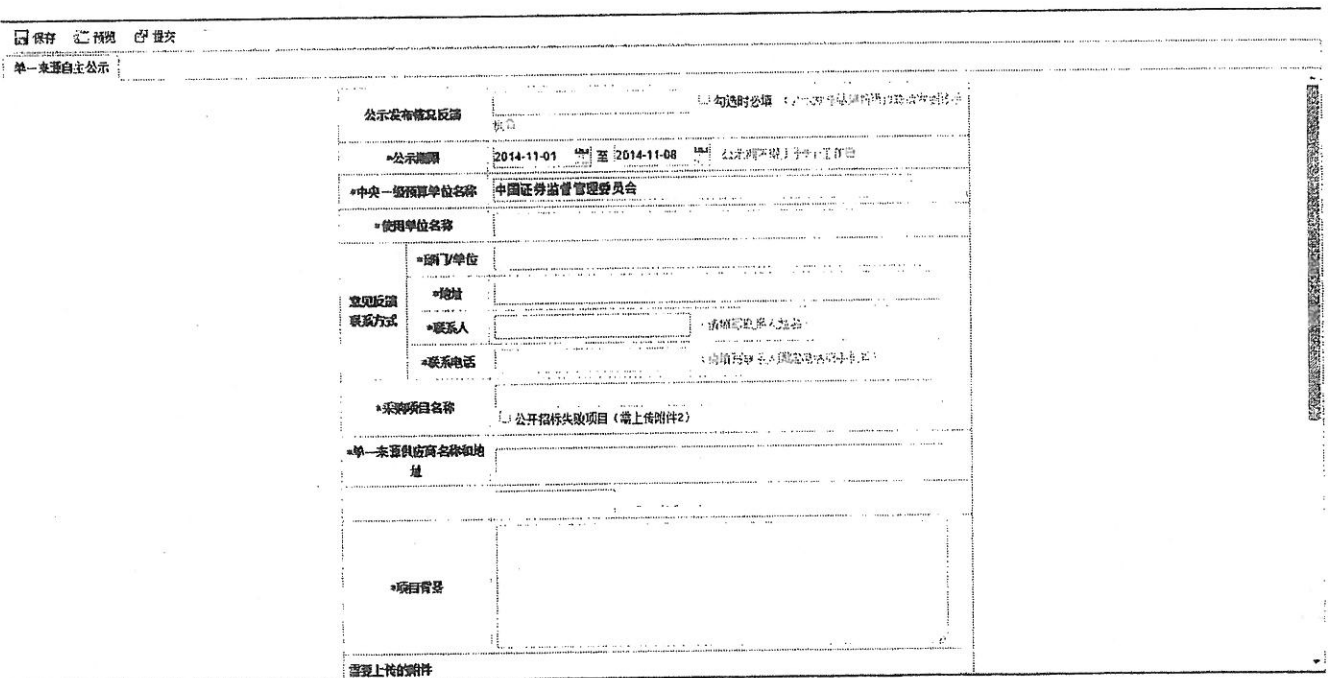 保存 预览 提交
单一来源自主公示
公示发布情况反馈
勾选时必填
*公示期限
2014-11-01 至 2014-11-08
*中央一级预算单位名称
中国证券监督管理委员会
*使用单位名称
意见反馈
联系方式
*部门/单位
*地址
*联系人
*联系电话
*采购项目名称
公开招标失败项目（需上传附件2）
*单一来源供应商名称和地
址
*项目背景
需要上传的附件